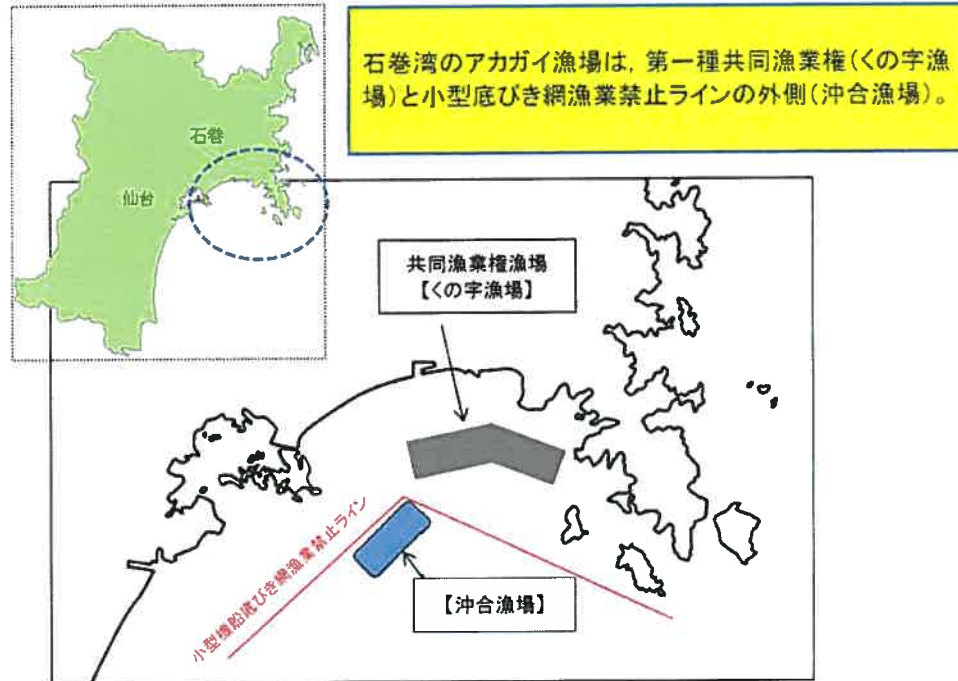 石巻湾のアカガイ漁場は，第一種共同漁業権(くの字漁
場)と小型底びき網漁業禁止ラインの外側(沖合漁場)。
石巻
仙台
共同漁業権漁場
【くの字漁場】
小型機船底びき網漁業禁止ライン
【沖合漁場】